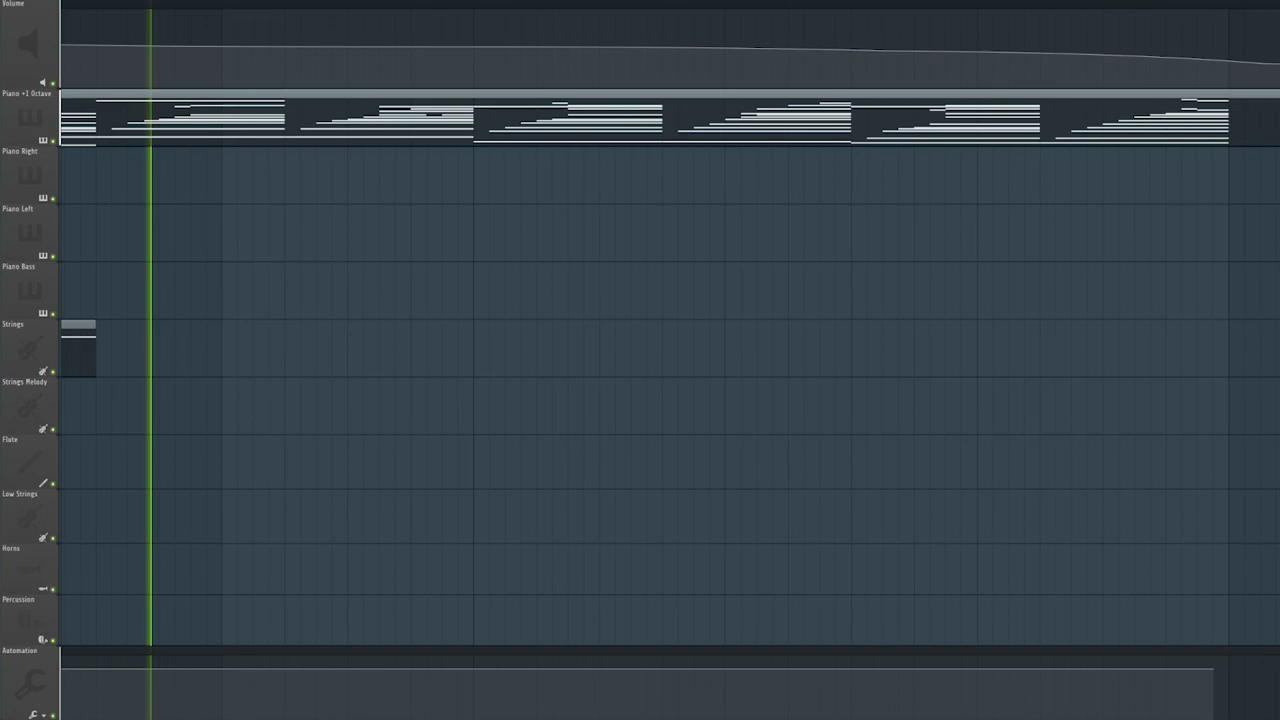 Volume
Piano +1 Octave
Piano Right
Piano Left
Piano Bass
Strings
Strings Melody
Flute
Low Strings
Horns
Percussion
Automation